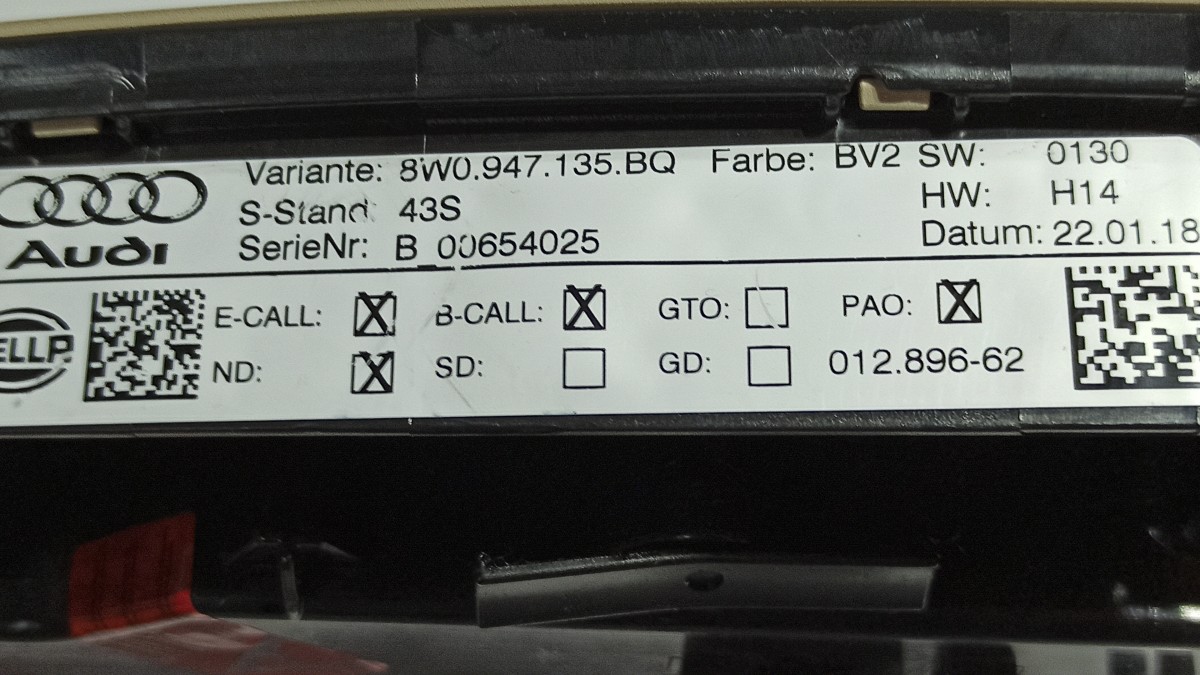 Variante: 8W0.947.135.BQ Farbe: BV2 SW: 0130
S-Stand: 43S HW: H14
SerieNr: B_00654025 Datum: 22.01.18
Audi
E-CALL: X B-CALL: X GTO: PAO: X
ELLA
ND: X SD: GD: 012.896-62